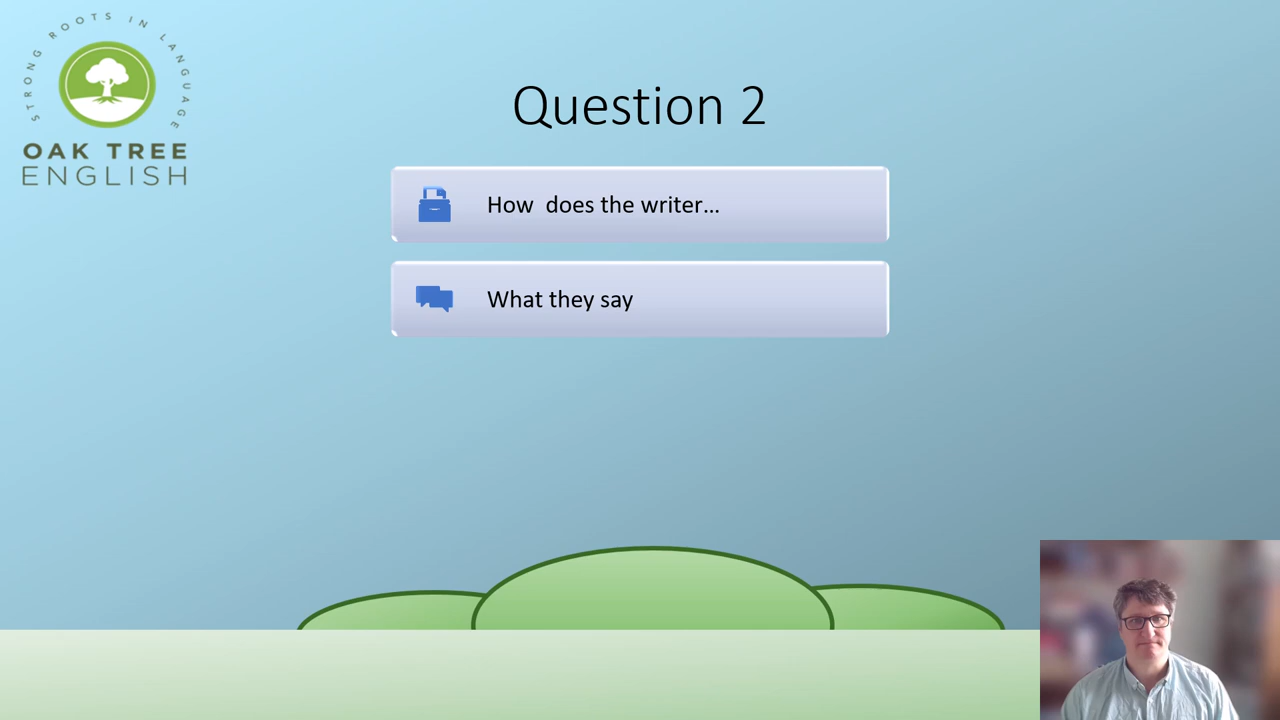 STRONG ROOTS IN LANGUAGE
OAK TREE
ENGLISH
Question 2
How  does the writer...
What they say